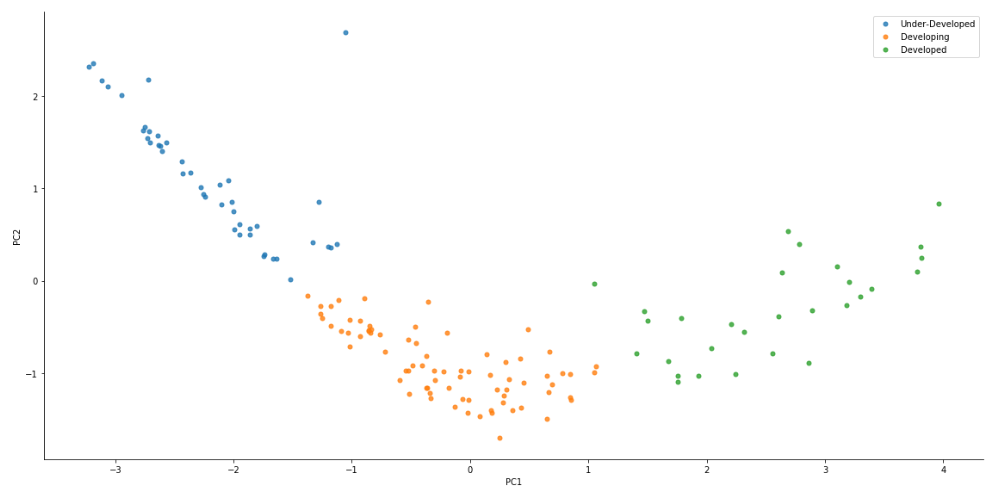 Under-Developed
Developing
Developed
PC2
2
1
0
−1
−3
−2
−1
0
1
2
3
4
PC1